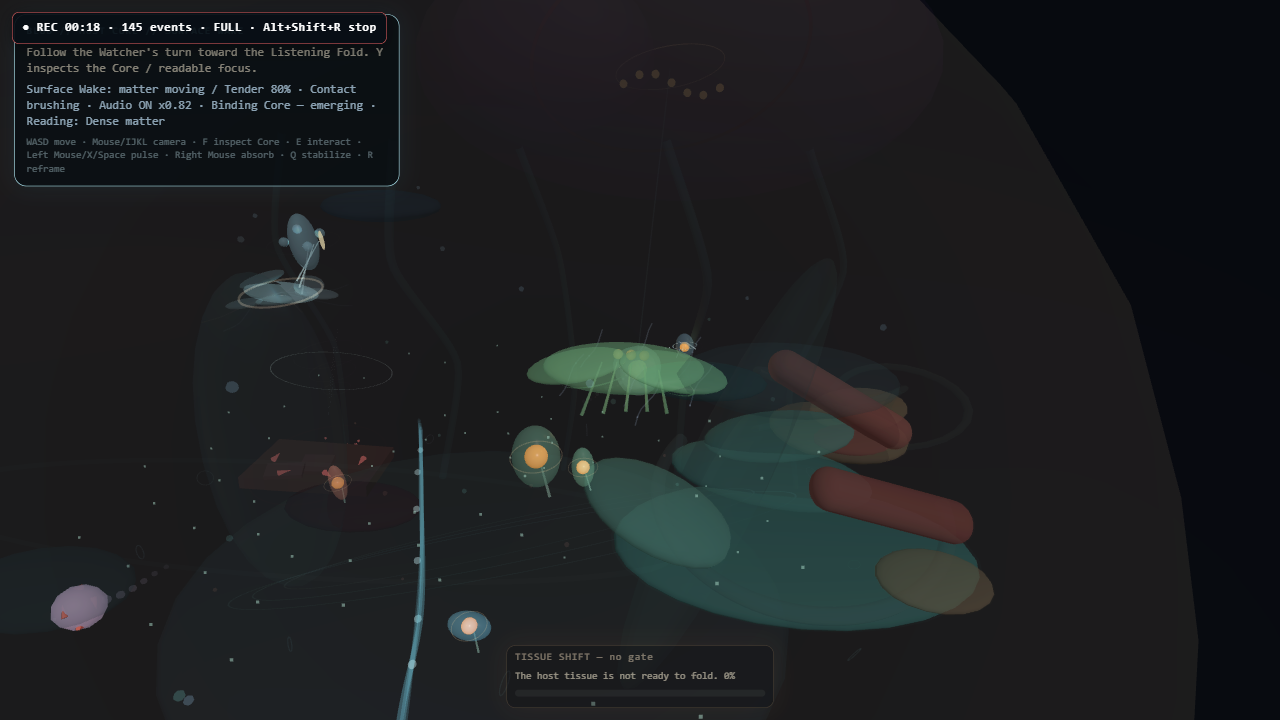 ● REC 00:18 · 145 events · FULL · Alt+Shift+R stop
Follow the Watcher's turn toward the Listening Fold. Y
inspects the Core / readable focus.
Surface Wake: matter moving / Tender 80% · Contact
brushing · Audio ON x0.82 · Binding Core — emerging ·
Reading: Dense matter
WASD move · Mouse/IJKL camera · F inspect Core · E interact ·
Left Mouse/X/Space pulse · Right Mouse absorb · Q stabilize · R
reframe
TISSUE SHIFT — no gate
The host tissue is not ready to fold. 0%